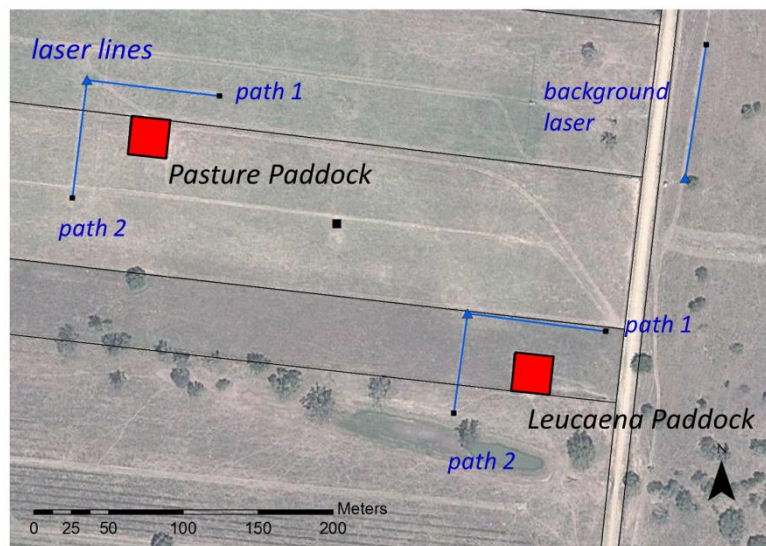 laser lines
path 1
background
laser
Pasture Paddock
path 2
path 1
Leucaena Paddock
path 2
N
Meters
0 25 50 100 150 200